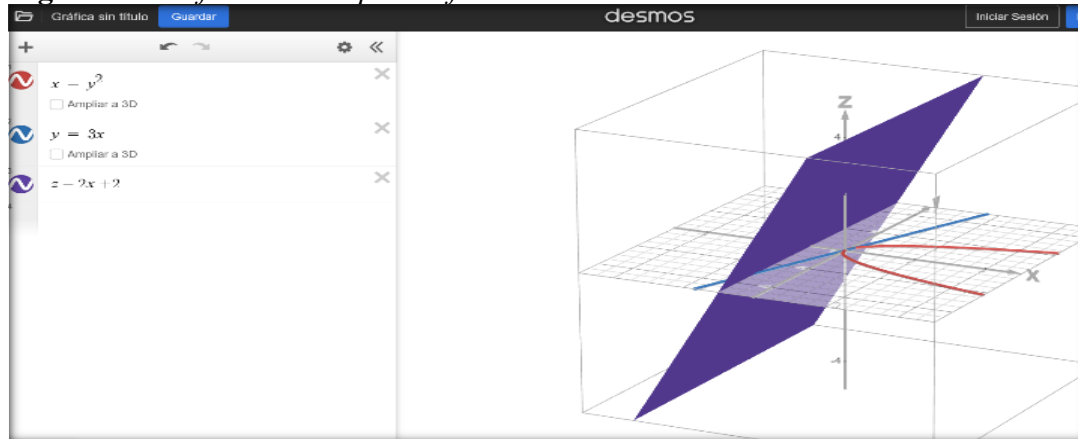 Gráfica sin título
Guardar
desmos
Iniciar Sesión
x = y²
Ampliar a 3D
y = 3x
Ampliar a 3D
z = 2x + 2
z
4
y
x
-4